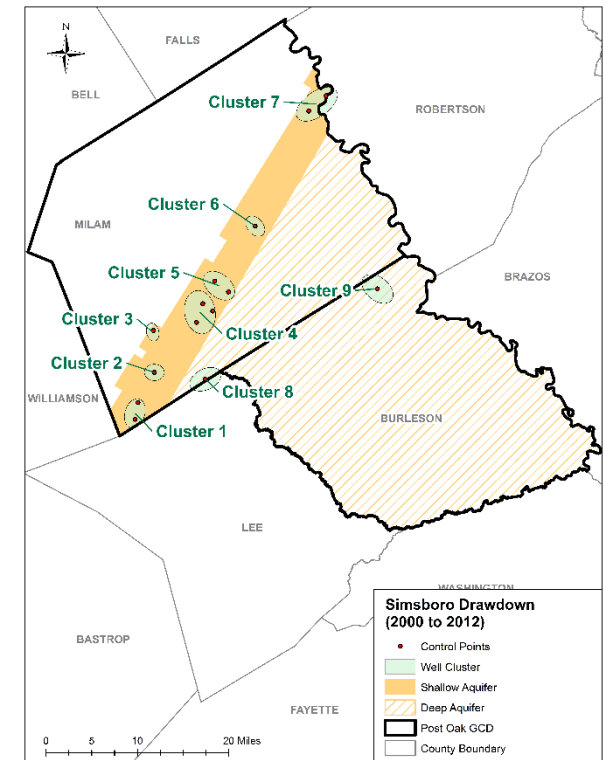 N
FALLS
BELL
Cluster 7
ROBERTSON
Cluster 6
MILAM
Cluster 5
BRAZOS
Cluster 9
Cluster 3
Cluster 4
Cluster 2
WILLIAMSON
Cluster 8
BURLESON
Cluster 1
LEE
WASHINGTON
BASTROP
FAYETTE
Simsboro Drawdown
(2000 to 2012)
Control Points
Well Cluster
Shallow Aquifer
Deep Aquifer
Post Oak GCD
County Boundary
0 5 10 20 Miles